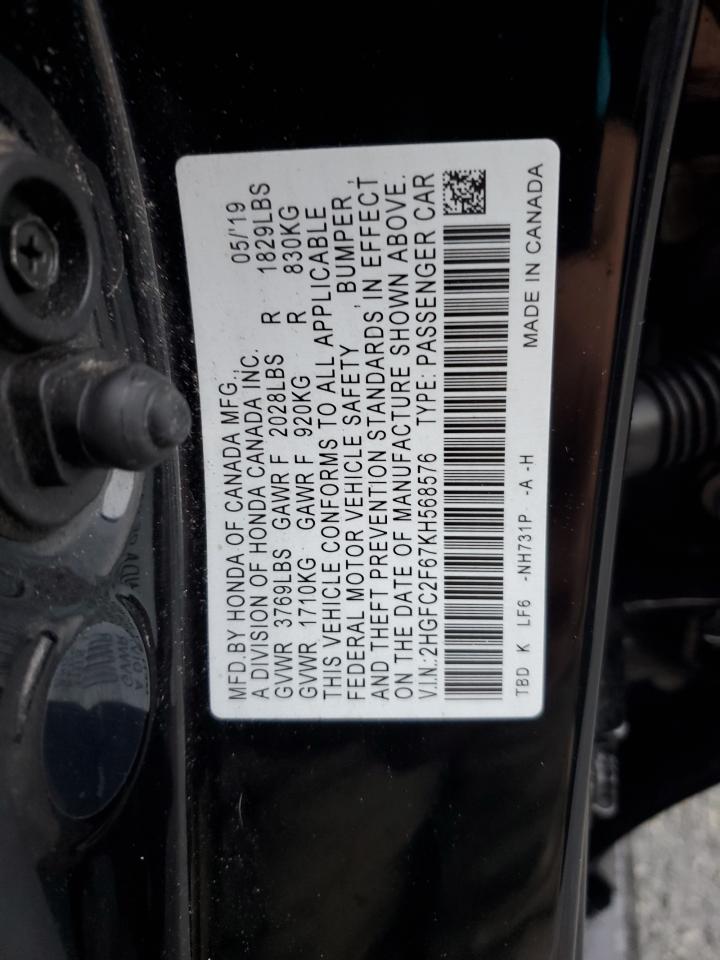 MFD.BY HONDA OF CANADA MFG., 05/'19
A DIVISION OF HONDA CANADA INC.
GVWR 3769LBS GAWR F 2028LBS R 1829LBS
GVWR 1710KG GAWR F 920KG R 830KG
THIS VEHICLE CONFORMS TO ALL APPLICABLE
FEDERAL MOTOR VEHICLE SAFETY , BUMPER ,
AND THEFT PREVENTION STANDARDS IN EFFECT
ON THE DATE OF MANUFACTURE SHOWN ABOVE.
V.I.N.:2HGFC2F67KH568576 TYPE: PASSENGER CAR
TBD K LF6 -NH731P -A -H MADE IN CANADA